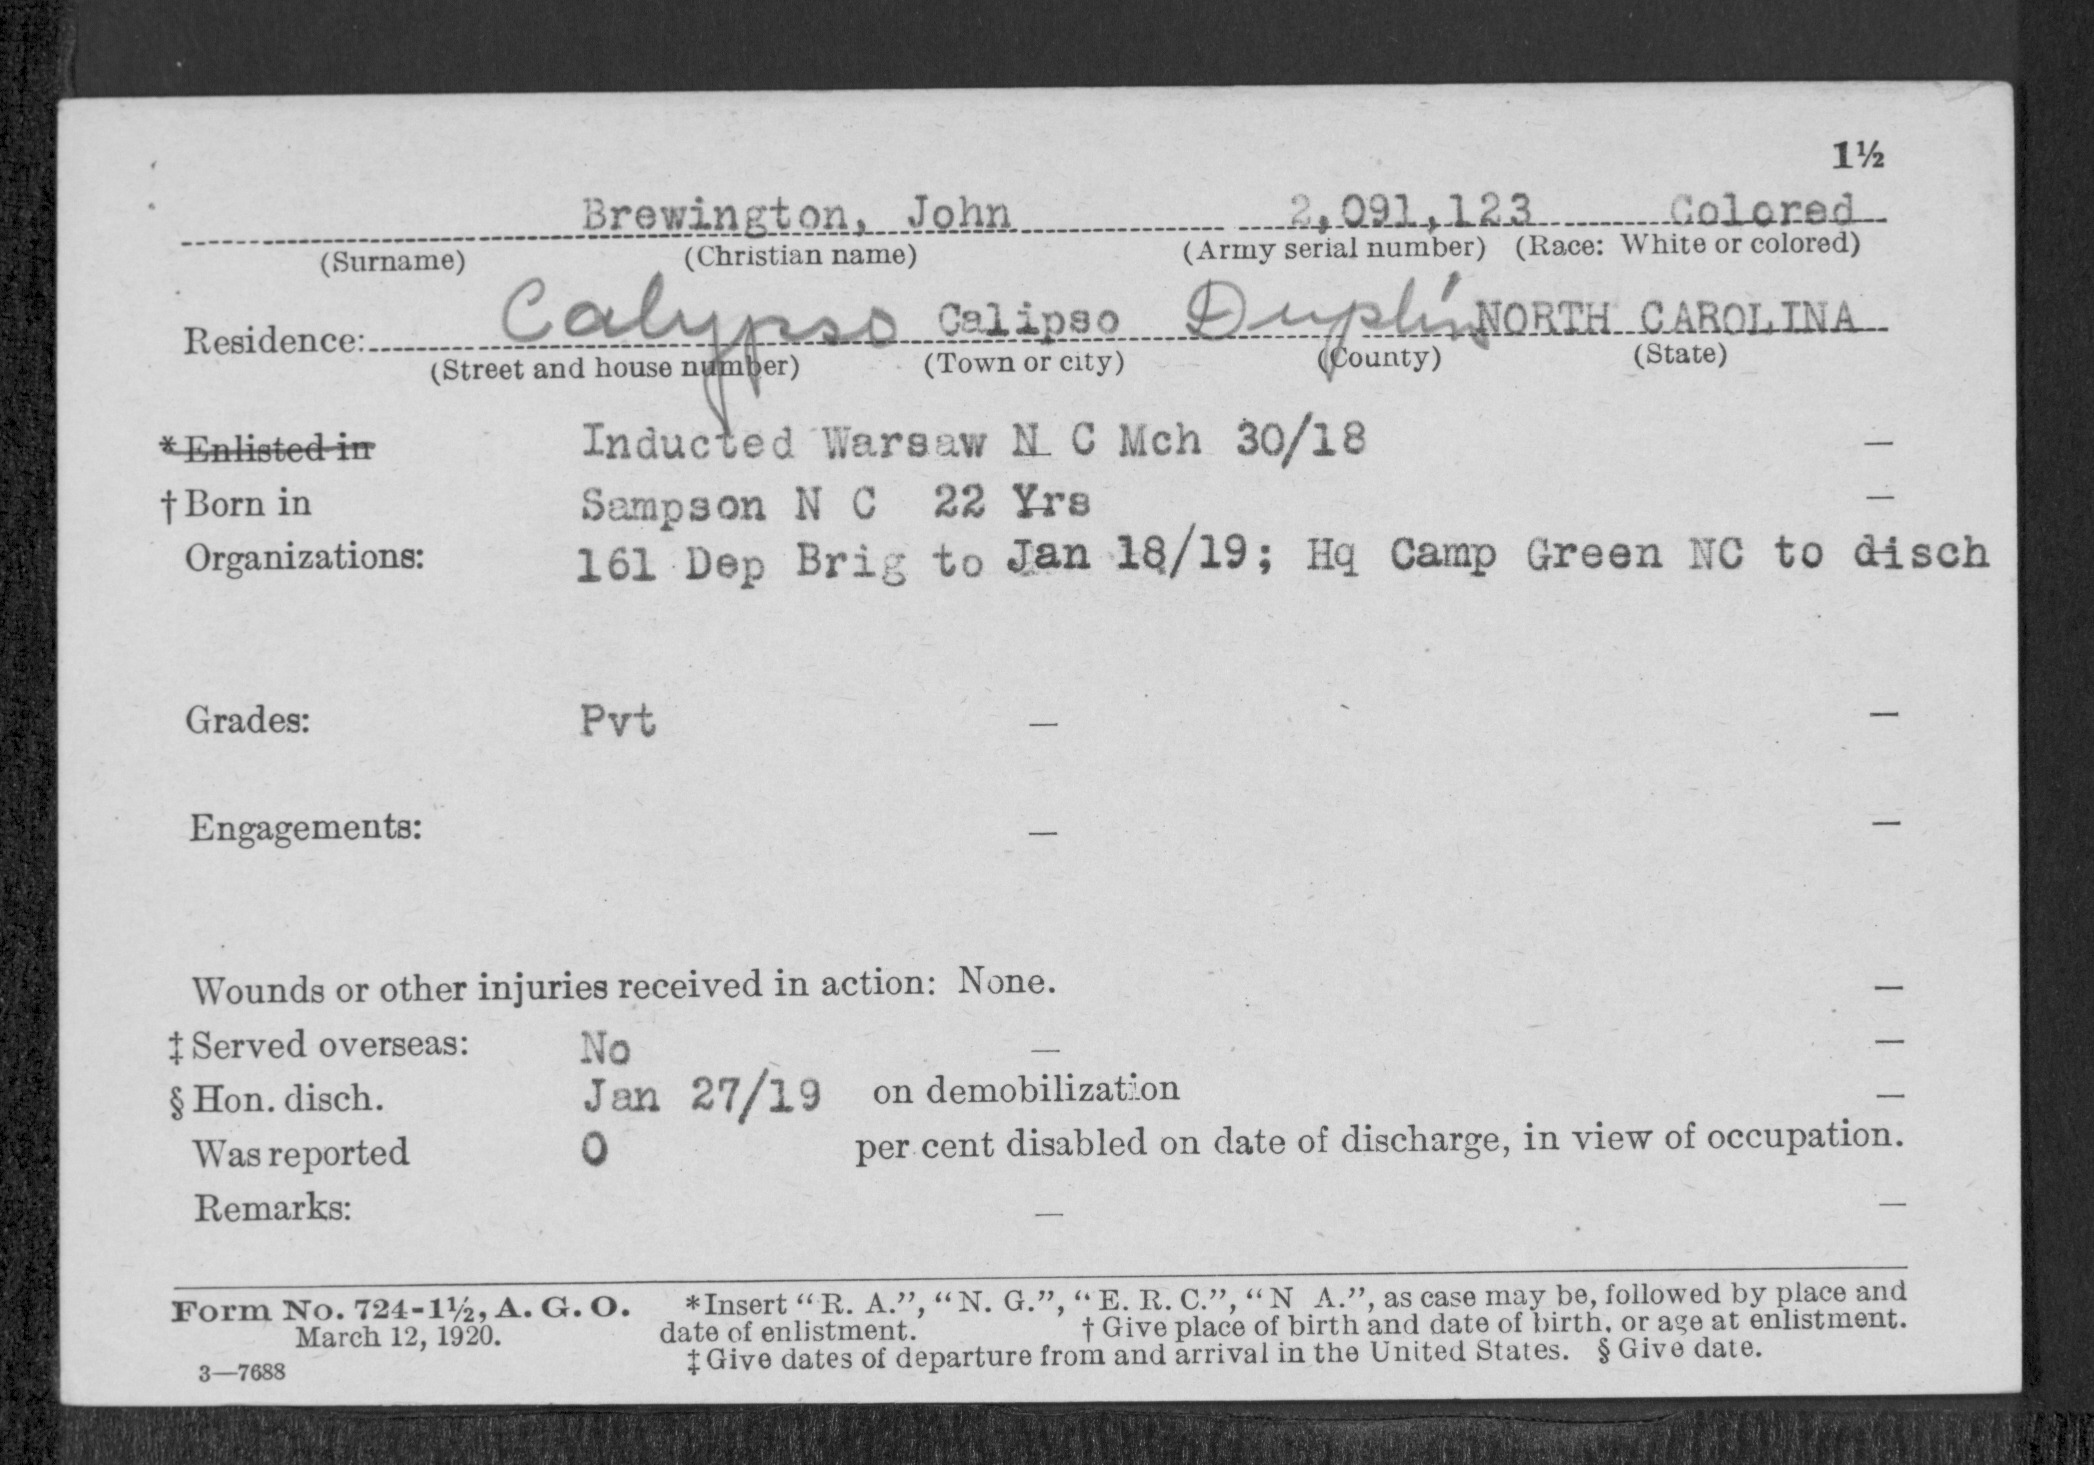 1½
Brewington, John 2,091,123 Colored
(Surname) (Christian name) (Army serial number) (Race: White or colored)
Residence: Calypso Calipso Duplin NORTH CAROLINA
(Street and house number) (Town or city) (County) (State)
*Enlisted in Inducted Warsaw N C Mch 30/18 —
†Born in Sampson N C 22 Yrs —
Organizations: 161 Dep Brig to Jan 18/19; Hq Camp Green NC to disch
Grades: Pvt — —
Engagements: — —
Wounds or other injuries received in action: None. —
‡Served overseas: No — —
§Hon. disch. Jan 27/19 on demobilization —
Was reported 0 per cent disabled on date of discharge, in view of occupation.
Remarks: — —
Form No. 724-1½, A. G. O. *Insert "R. A.", "N. G.", "E. R. C.", "N A.", as case may be, followed by place and
March 12, 1920. date of enlistment. †Give place of birth and date of birth, or age at enlistment.
3—7688 ‡Give dates of departure from and arrival in the United States. §Give date.